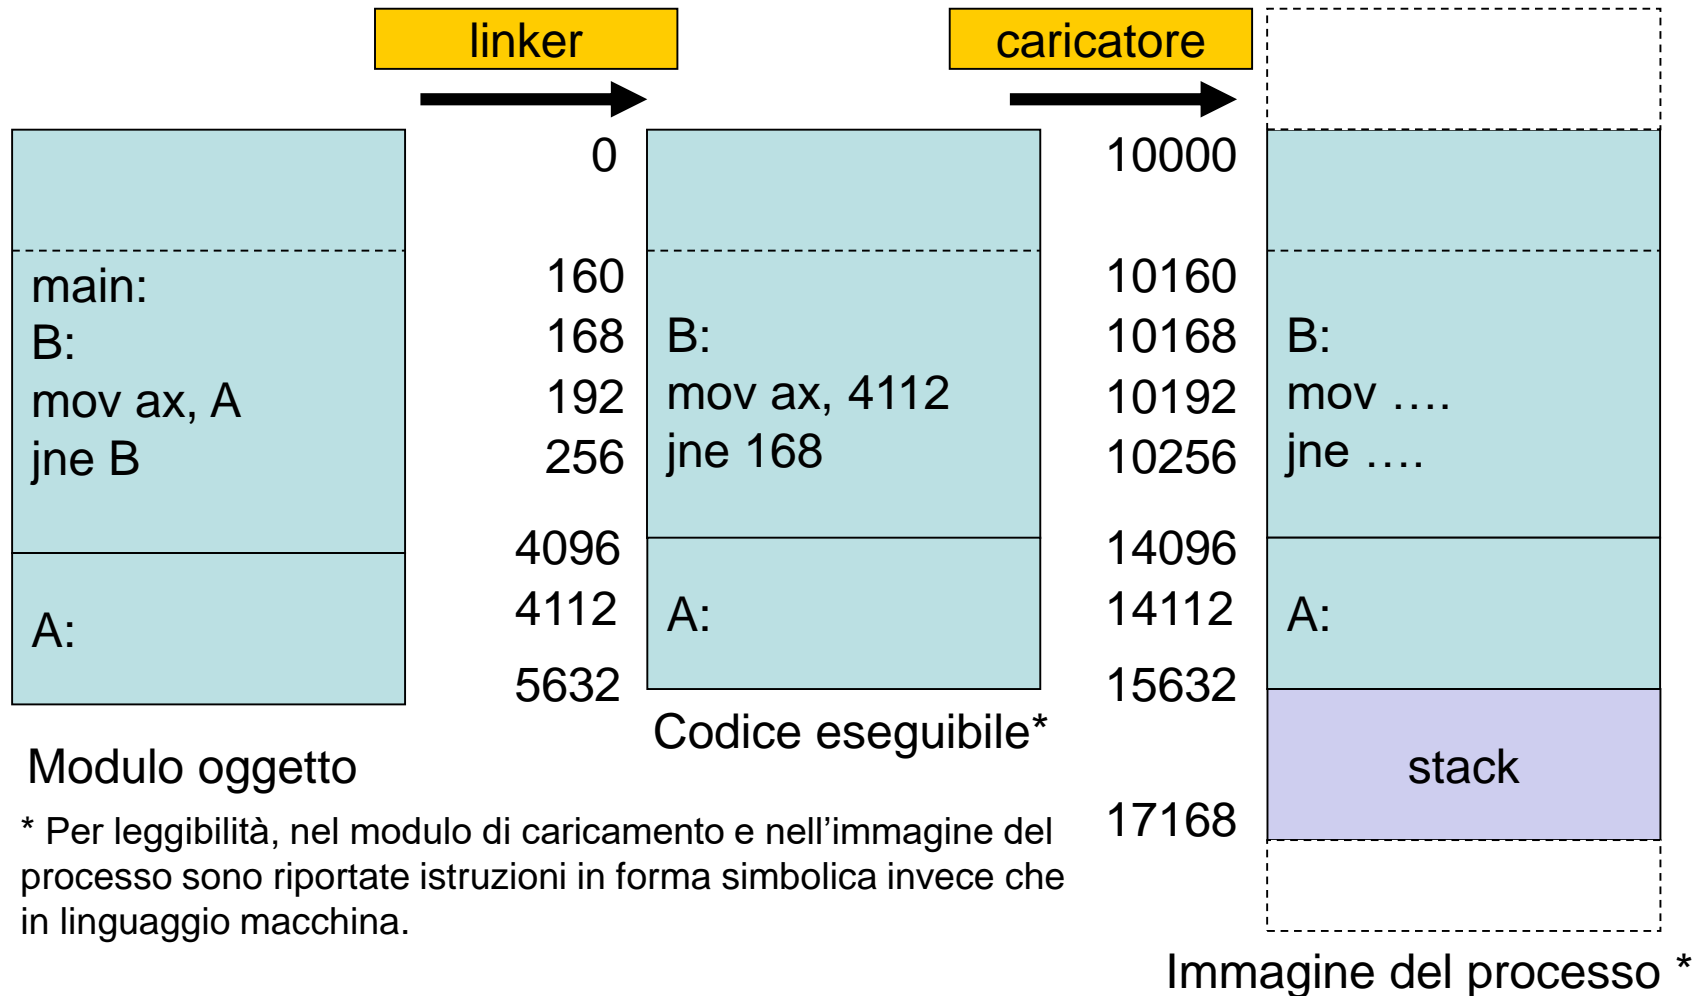 linker
caricatore
main:
B:
mov ax, A
jne B
A:
Modulo oggetto
0
160
168
192
256
4096
4112
5632
B:
mov ax, 4112
jne 168
A:
Codice eseguibile*
10000
10160
10168
10192
10256
14096
14112
15632
17168
B:
mov ….
jne ….
A:
stack
Immagine del processo *
* Per leggibilità, nel modulo di caricamento e nell’immagine del
processo sono riportate istruzioni in forma simbolica invece che
in linguaggio macchina.